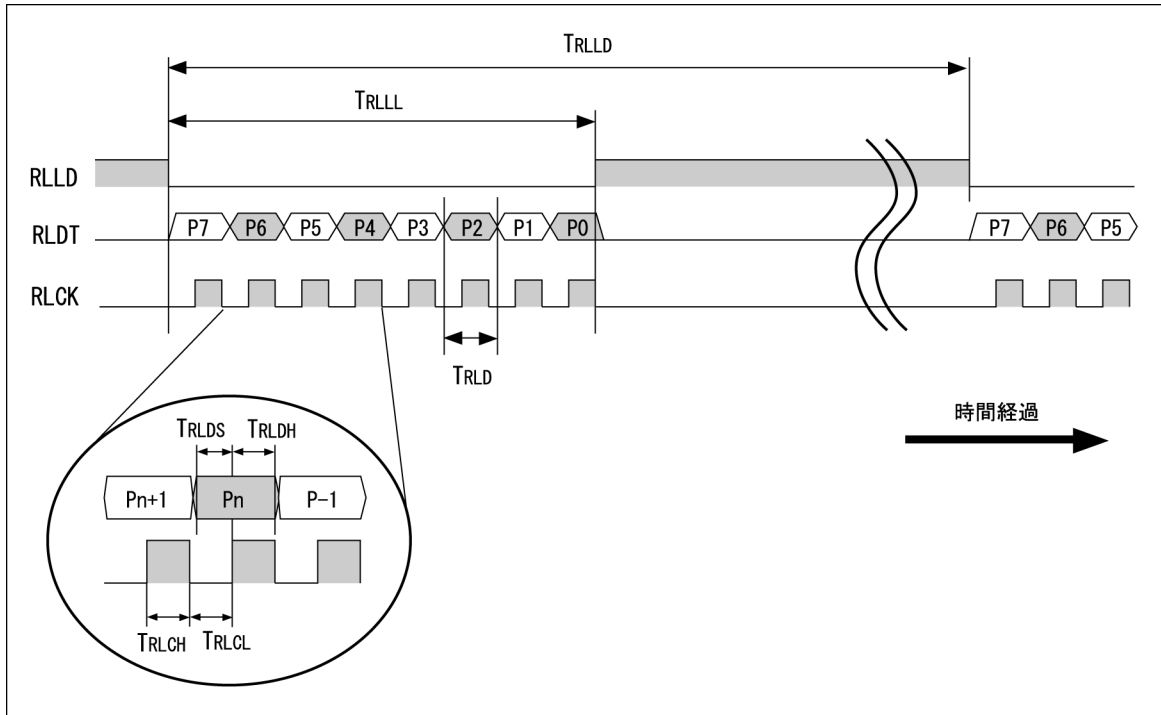 TRLLD
TRLLL
RLLD
RLDT P7 P6 P5 P4 P3 P2 P1 P0 P7 P6 P5
RLCK
TRLD
時間経過
TRLDS TRLDH
Pn+1 Pn P-1
TRLCH TRLCL